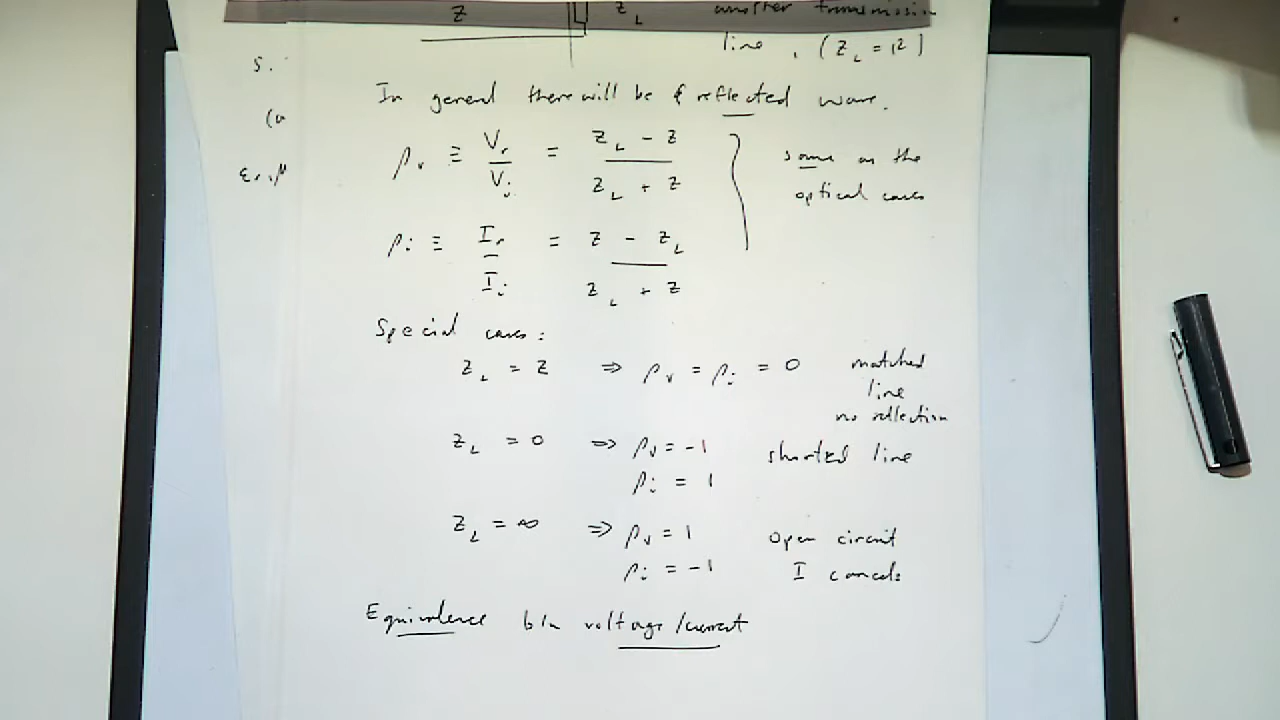 Z Z_L another transmission
line , (Z_L = R)
S.
In general there will be a reflected wave.
(a
ρ_v ≡ V_r / V_i = (Z_L - Z) / (Z_L + Z) same as the
optical cases
ε_r, μ
ρ_i ≡ I_r / I_i = (Z - Z_L) / (Z_L + Z)
Special cases:
Z_L = Z ⇒ ρ_v = ρ_i = 0 matched
line
no reflection
Z_L = 0 ⇒ ρ_v = -1 shorted line
ρ_i = 1
Z_L = ∞ ⇒ ρ_v = 1 open circuit
ρ_i = -1 I cancels
Equivalence b/n voltage/current